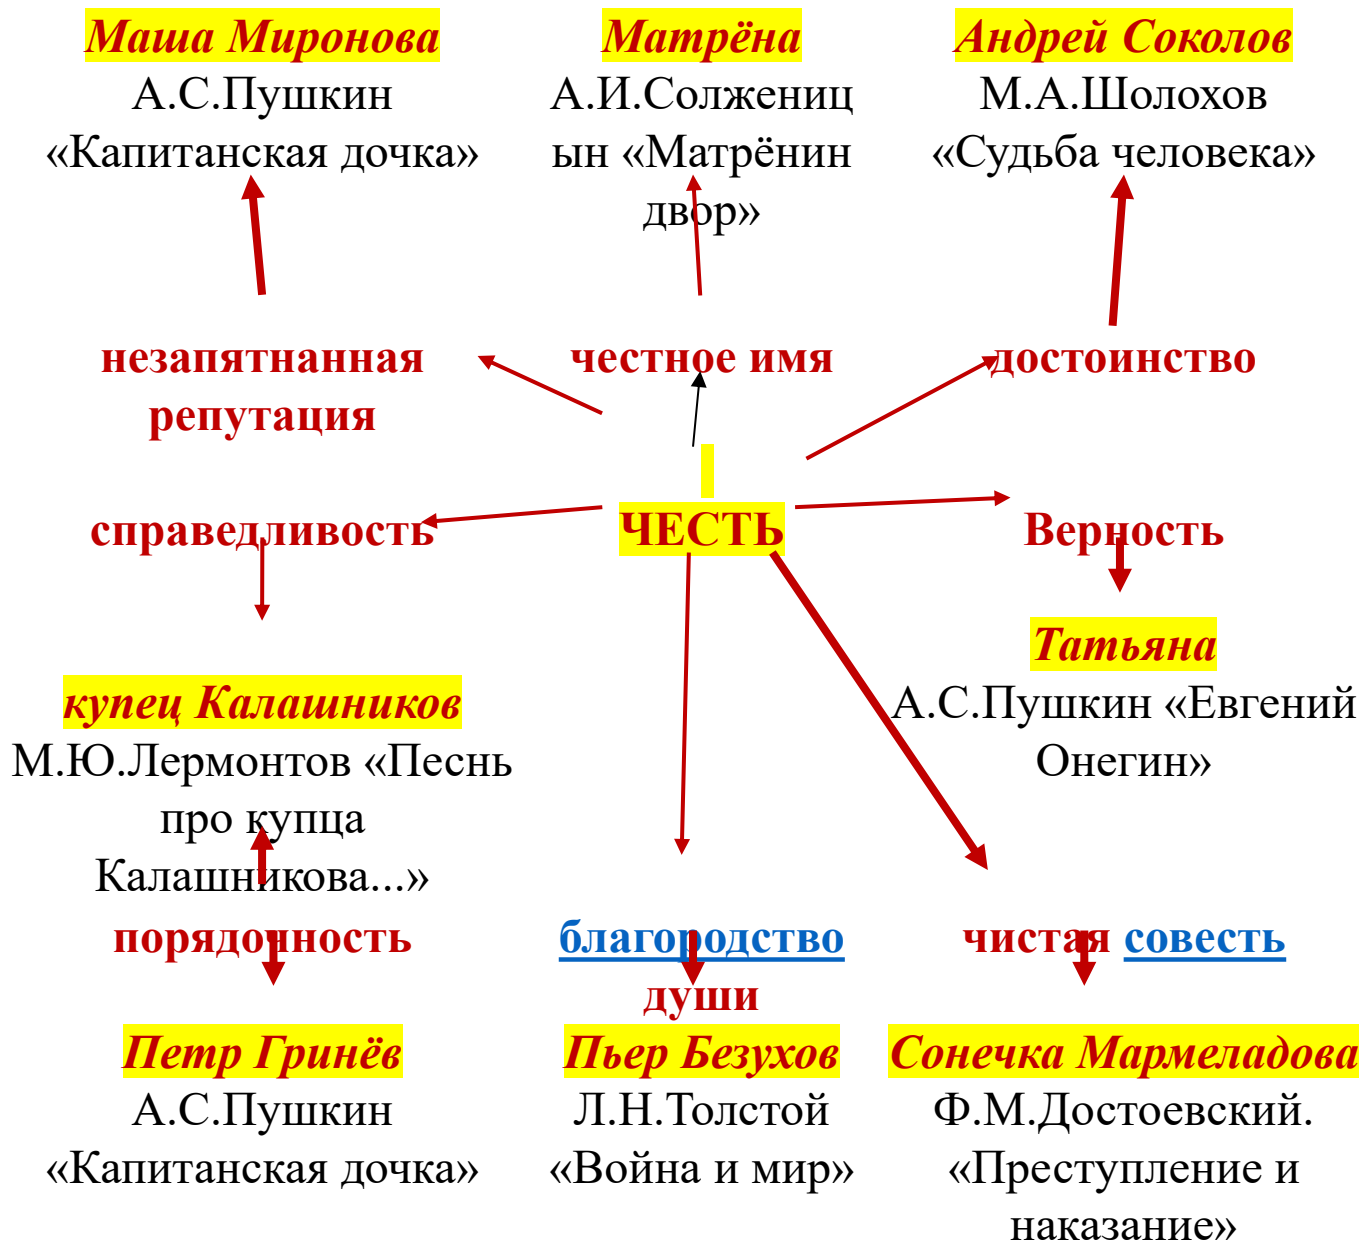 Маша Миронова
А.С.Пушкин
«Капитанская дочка»
Матрёна
А.И.Солжениц
ын «Матрёнин
двор»
Андрей Соколов
М.А.Шолохов
«Судьба человека»
незапятнанная
репутация
честное имя
достоинство
справедливость
ЧЕСТЬ
Верность
купец Калашников
М.Ю.Лермонтов «Песнь
про купца
Калашникова...»
Татьяна
А.С.Пушкин «Евгений
Онегин»
порядочность
благородство
души
чистая совесть
Петр Гринёв
А.С.Пушкин
«Капитанская дочка»
Пьер Безухов
Л.Н.Толстой
«Война и мир»
Сонечка Мармеладова
Ф.М.Достоевский.
«Преступление и
наказание»